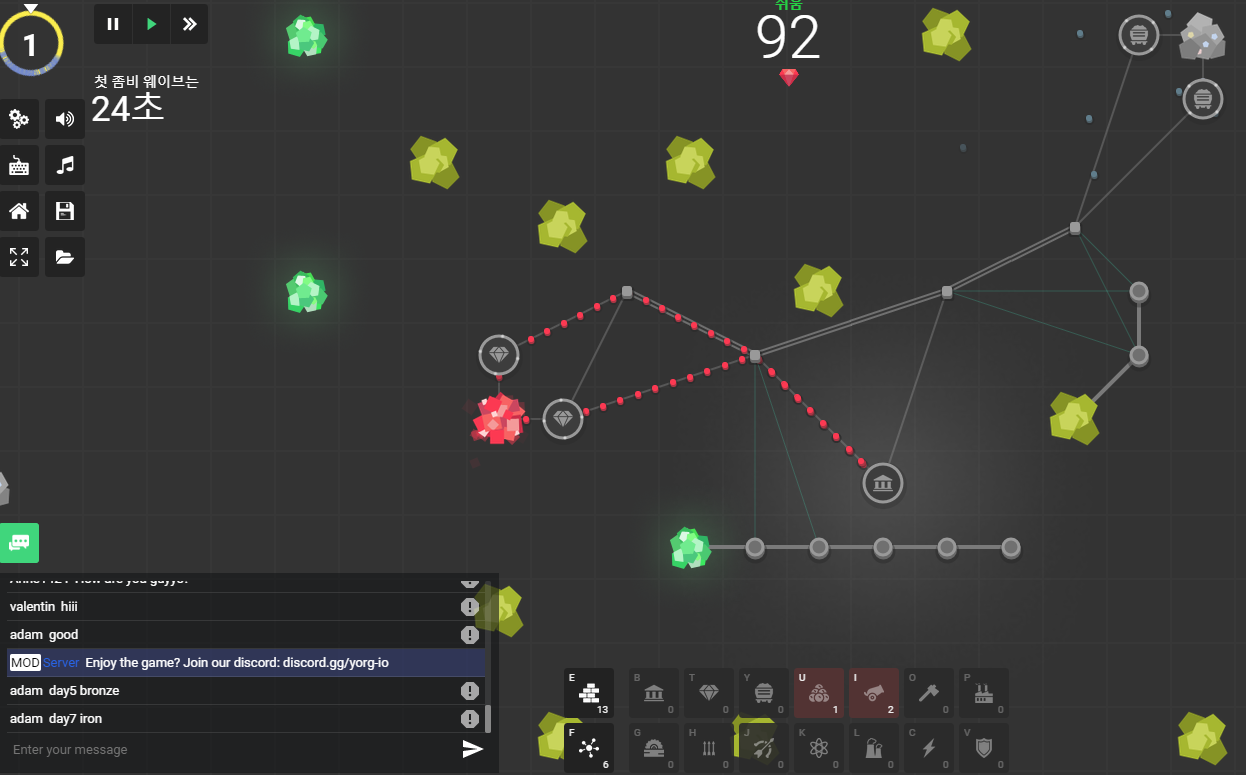 1
첫 좀비 웨이브는
24초
쉬움
92
valentin hiii
adam good
MOD Server Enjoy the game? Join our discord: discord.gg/yorg-io
adam day5 bronze
adam day7 iron
Enter your message
E 13
B 0
T 0
Y 0
U 1
I 2
O 0
P 0
F 6
G 0
H 0
J 0
K 0
L 0
C 0
V 0